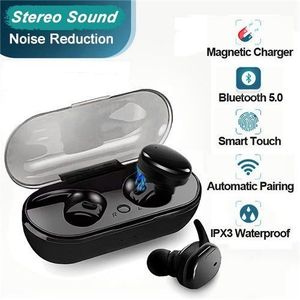 Stereo Sound
Noise Reduction
Magnetic Charger
Bluetooth 5.0
Smart Touch
Automatic Pairing
IPX3 Waterproof
R